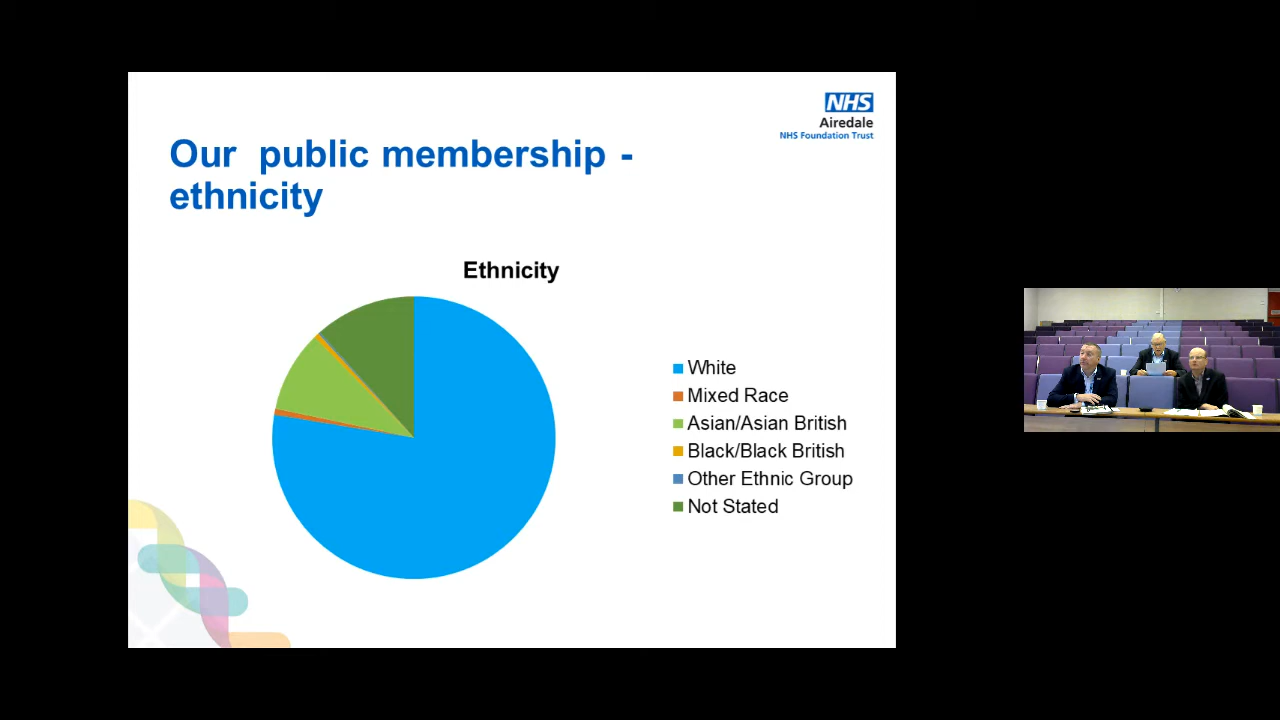 NHS
Airedale
NHS Foundation Trust
Our public membership -
ethnicity
Ethnicity
White
Mixed Race
Asian/Asian British
Black/Black British
Other Ethnic Group
Not Stated